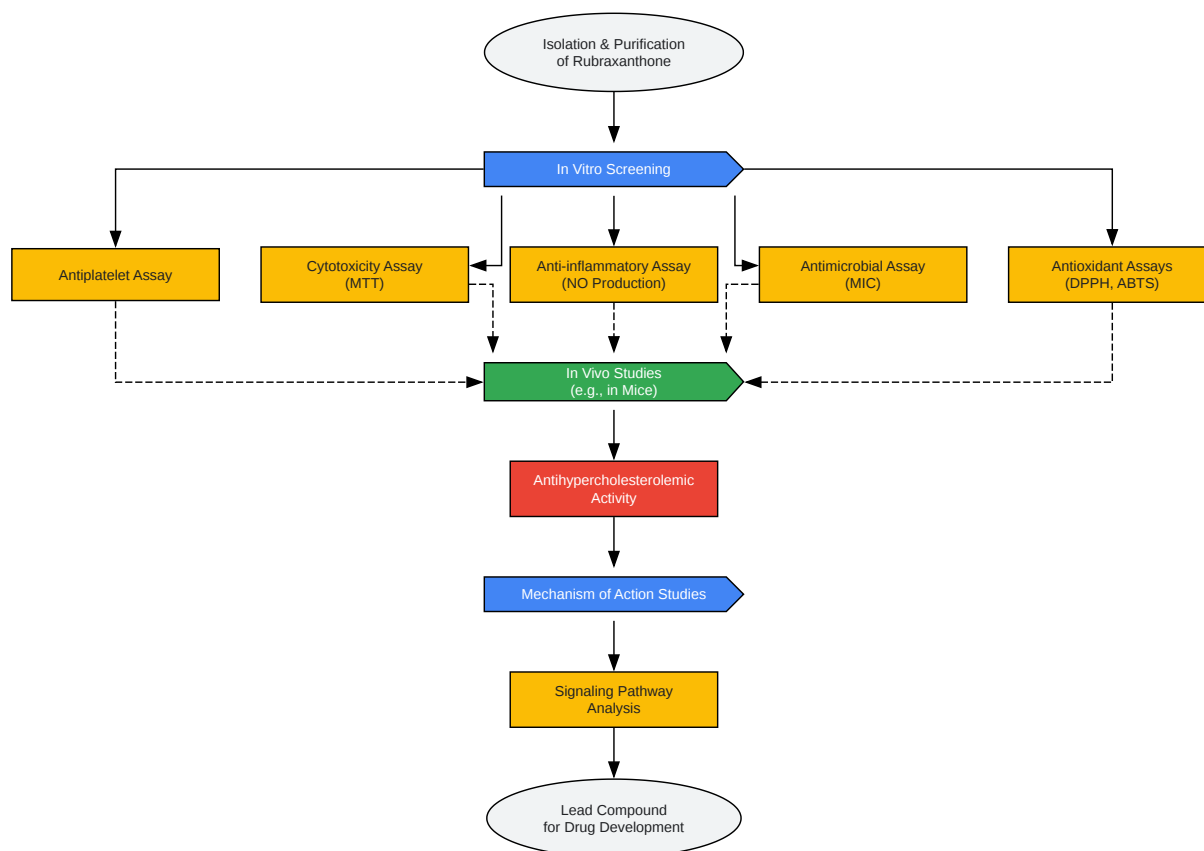 Isolation & Purification
of Rubraxanthone
In Vitro Screening
Antiplatelet Assay
Cytotoxicity Assay
(MTT)
Anti-inflammatory Assay
(NO Production)
Antimicrobial Assay
(MIC)
Antioxidant Assays
(DPPH, ABTS)
In Vivo Studies
(e.g., in Mice)
Antihypercholesterolemic
Activity
Mechanism of Action Studies
Signaling Pathway
Analysis
Lead Compound
for Drug Development